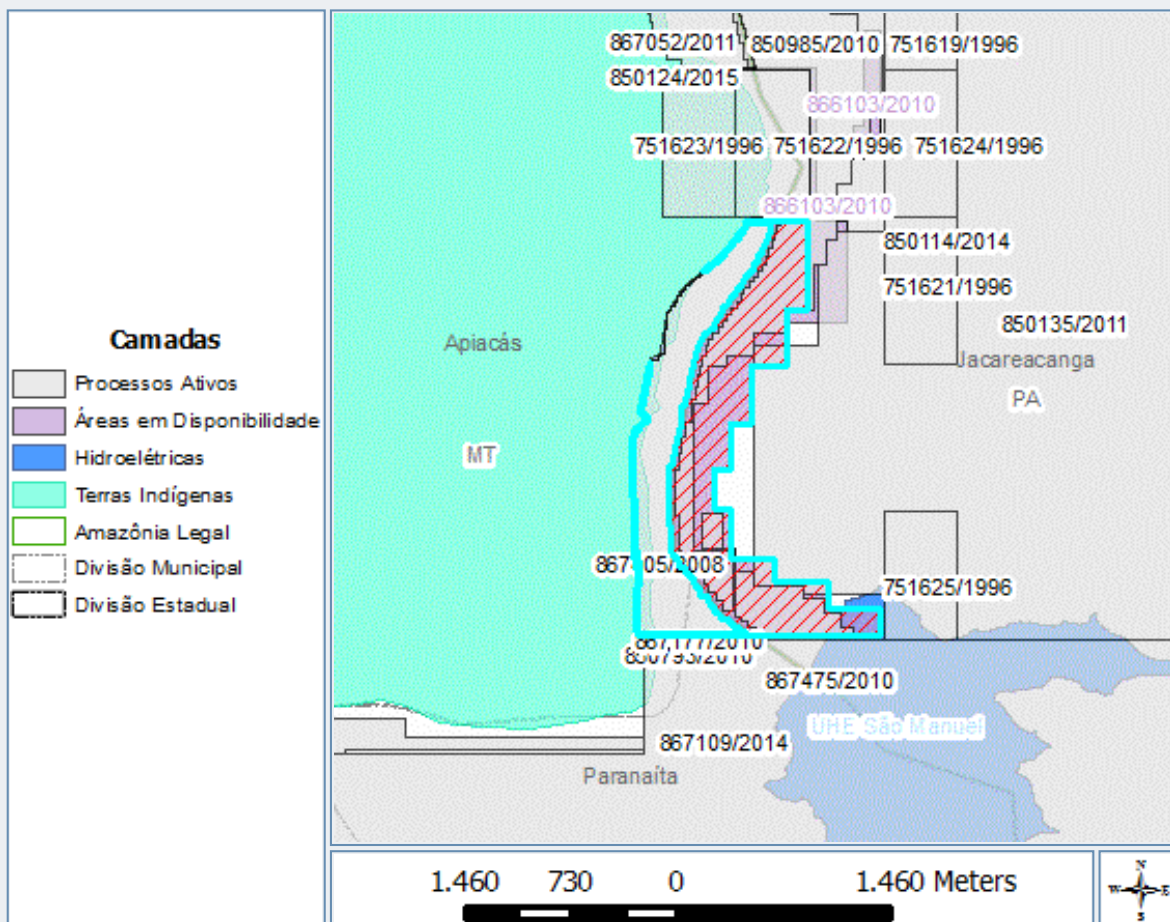 Camadas
Processos Ativos
Áreas em Disponibilidade
Hidroelétricas
Terras Indígenas
Amazônia Legal
Divisão Municipal
Divisão Estadual
867052/2011
850985/2010
751619/1996
850124/2015
866103/2010
751623/1996
751622/1996
751624/1996
866103/2010
850114/2014
751621/1996
850135/2011
Apiacás
Jacareacanga
PA
MT
751625/1996
867475/2010
UHE São Manuel
867109/2014
Paranaíta
1.460 730 0 1.460 Meters
N
W E
S